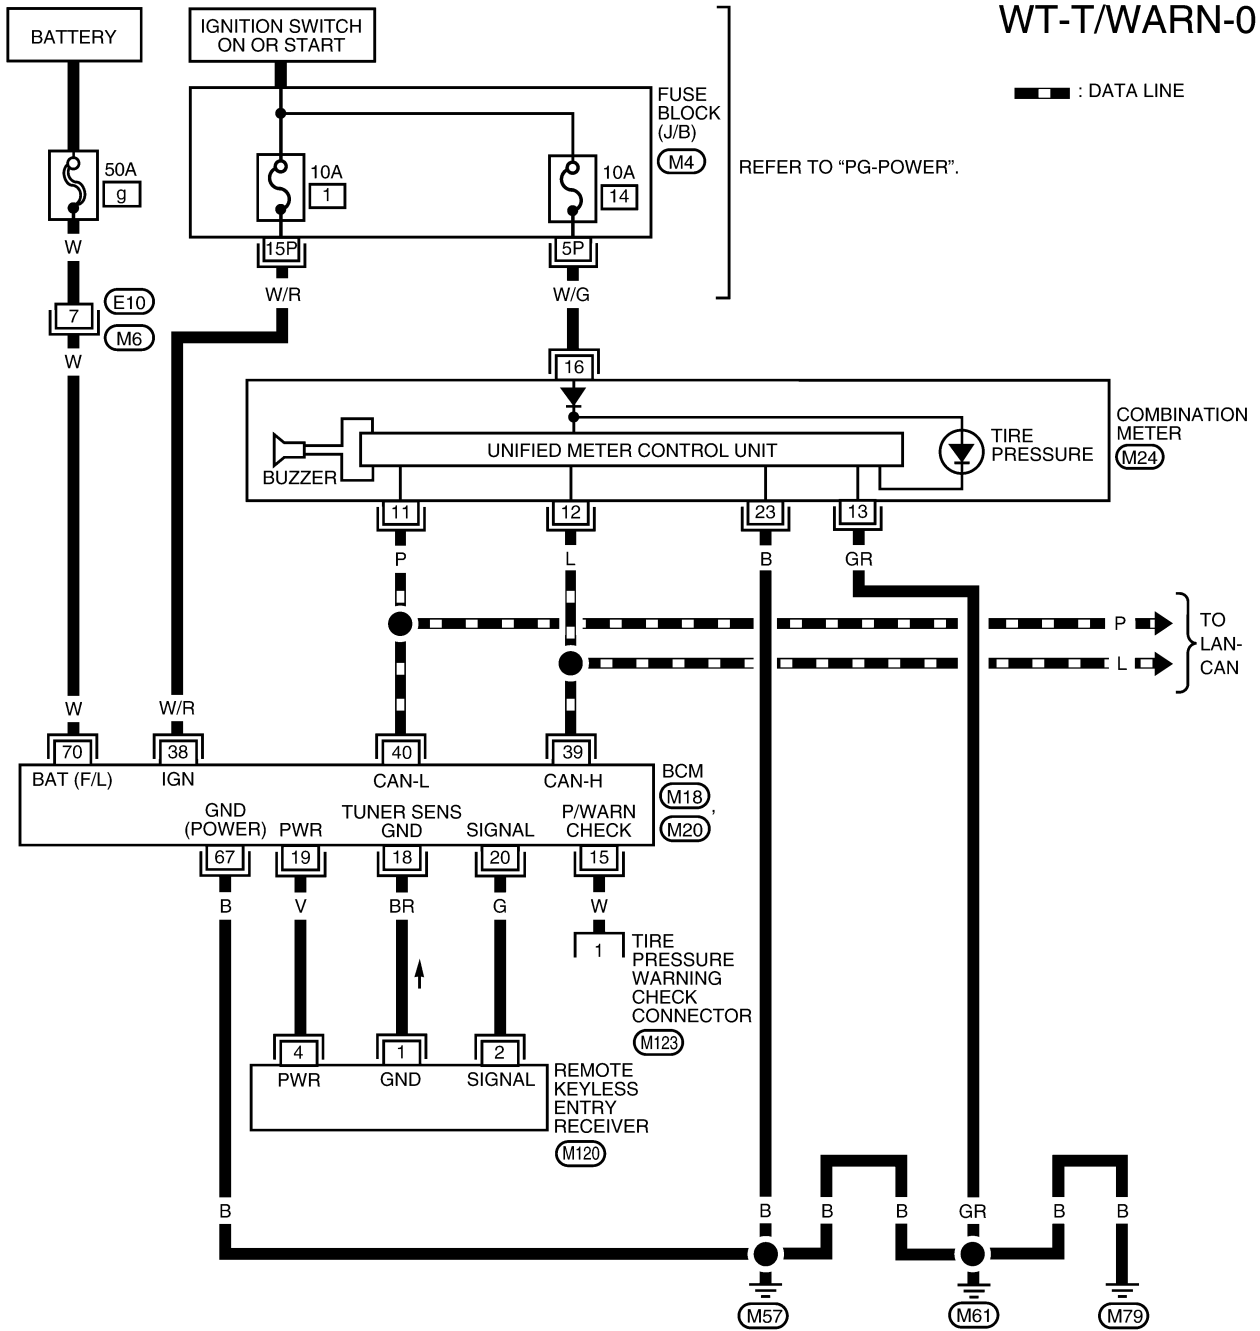 WT-T/WARN-0
BATTERY
IGNITION SWITCH
ON OR START
: DATA LINE
FUSE
BLOCK
(J/B)
M4
REFER TO “PG-POWER”.
50A
g
10A
1
10A
14
15P
5P
W
W/R
W/G
7
E10
M6
W
16
COMBINATION
METER
M24
UNIFIED METER CONTROL UNIT
BUZZER
TIRE
PRESSURE
11
12
23
13
P
L
B
GR
P
L
TO
LAN-
CAN
W
W/R
70
38
40
39
BAT (F/L)
IGN
CAN-L
CAN-H
BCM
M18
,
M20
GND
(POWER)
PWR
TUNER SENS
GND
SIGNAL
P/WARN
CHECK
67
19
18
20
15
B
V
BR
G
W
1
TIRE
PRESSURE
WARNING
CHECK
CONNECTOR
M123
4
1
2
PWR
GND
SIGNAL
REMOTE
KEYLESS
ENTRY
RECEIVER
M120
B
B
B
B
GR
B
B
M57
M61
M79